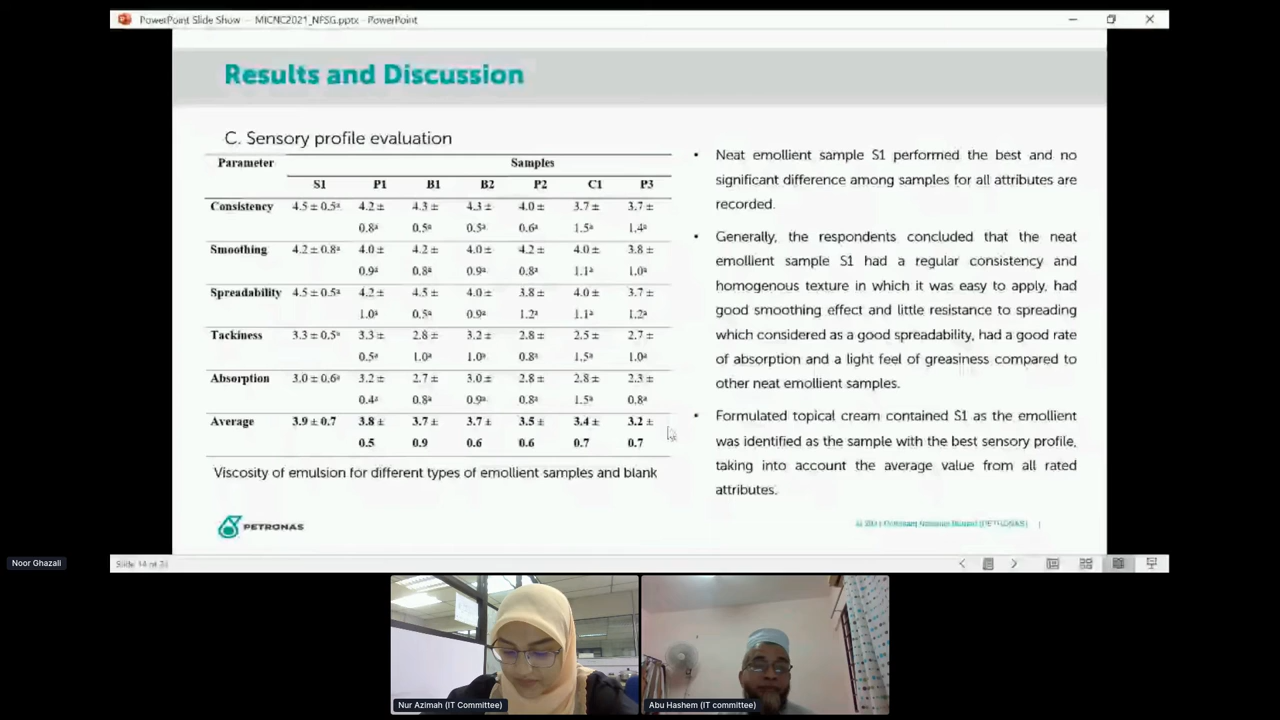 PowerPoint Slide Show - MICNC2021_NFSG.pptx - PowerPoint
Results and Discussion
C. Sensory profile evaluation
Parameter Samples
S1 P1 B1 B2 P2 C1 P3
Consistency 4.5 ± 0.5ᵃ 4.2 ± 4.3 ± 4.3 ± 4.0 ± 3.7 ± 3.7 ±
0.8ᵃ 0.5ᵃ 0.5ᵃ 0.6ᵃ 1.5ᵃ 1.4ᵃ
Smoothing 4.2 ± 0.8ᵃ 4.0 ± 4.2 ± 4.0 ± 4.2 ± 4.0 ± 3.8 ±
0.9ᵃ 0.8ᵃ 0.9ᵃ 0.8ᵃ 1.1ᵃ 1.0ᵃ
Spreadability 4.5 ± 0.5ᵃ 4.2 ± 4.5 ± 4.0 ± 3.8 ± 4.0 ± 3.7 ±
1.0ᵃ 0.5ᵃ 0.9ᵃ 1.2ᵃ 1.1ᵃ 1.2ᵃ
Tackiness 3.3 ± 0.5ᵃ 3.3 ± 2.8 ± 3.2 ± 2.8 ± 2.5 ± 2.7 ±
0.5ᵃ 1.0ᵃ 1.0ᵃ 0.8ᵃ 1.5ᵃ 1.0ᵃ
Absorption 3.0 ± 0.6ᵃ 3.2 ± 2.7 ± 3.0 ± 2.8 ± 2.8 ± 2.3 ±
0.4ᵃ 0.8ᵃ 0.9ᵃ 0.8ᵃ 1.5ᵃ 0.8ᵃ
Average 3.9 ± 0.7 3.8 ± 3.7 ± 3.7 ± 3.5 ± 3.4 ± 3.2 ±
0.5 0.9 0.6 0.6 0.7 0.7
Viscosity of emulsion for different types of emollient samples and blank
• Neat emollient sample S1 performed the best and no
significant difference among samples for all attributes are
recorded.
• Generally, the respondents concluded that the neat
emollient sample S1 had a regular consistency and
homogenous texture in which it was easy to apply, had
good smoothing effect and little resistance to spreading
which considered as a good spreadability, had a good rate
of absorption and a light feel of greasiness compared to
other neat emollient samples.
• Formulated topical cream contained S1 as the emollient
was identified as the sample with the best sensory profile,
taking into account the average value from all rated
attributes.
PETRONAS
(PETRONAS)
Noor Ghazali
Slide 14 of
Nur Azimah (IT Committee)
Abu Hashem (IT committee)